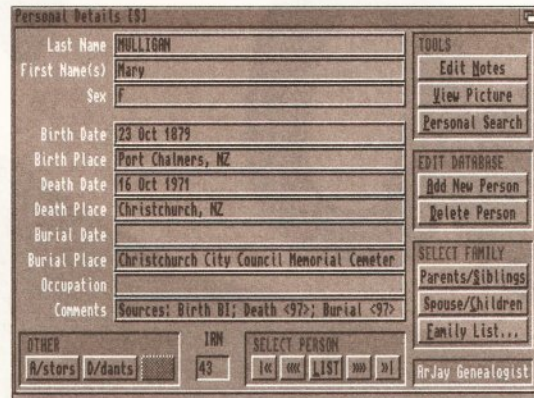 Personal Details [S]
Last Name MULLIGAN
First Name(s) Mary
Sex F
Birth Date 23 Oct 1879
Birth Place Port Chalmers, NZ
Death Date 16 Oct 1971
Death Place Christchurch, NZ
Burial Date
Burial Place Christchurch City Council Memorial Cemeter
Occupation
Comments Sources: Birth BI; Death <97>; Burial <97>
TOOLS
Edit Notes
View Picture
Personal Search
EDIT DATABASE
Add New Person
Delete Person
SELECT FAMILY
Parents/Siblings
Spouse/Children
Family List...
OTHER
A/stors D/dants
IRN
43
SELECT PERSON
|« ««« LIST »»» »|
ArJay Genealogist